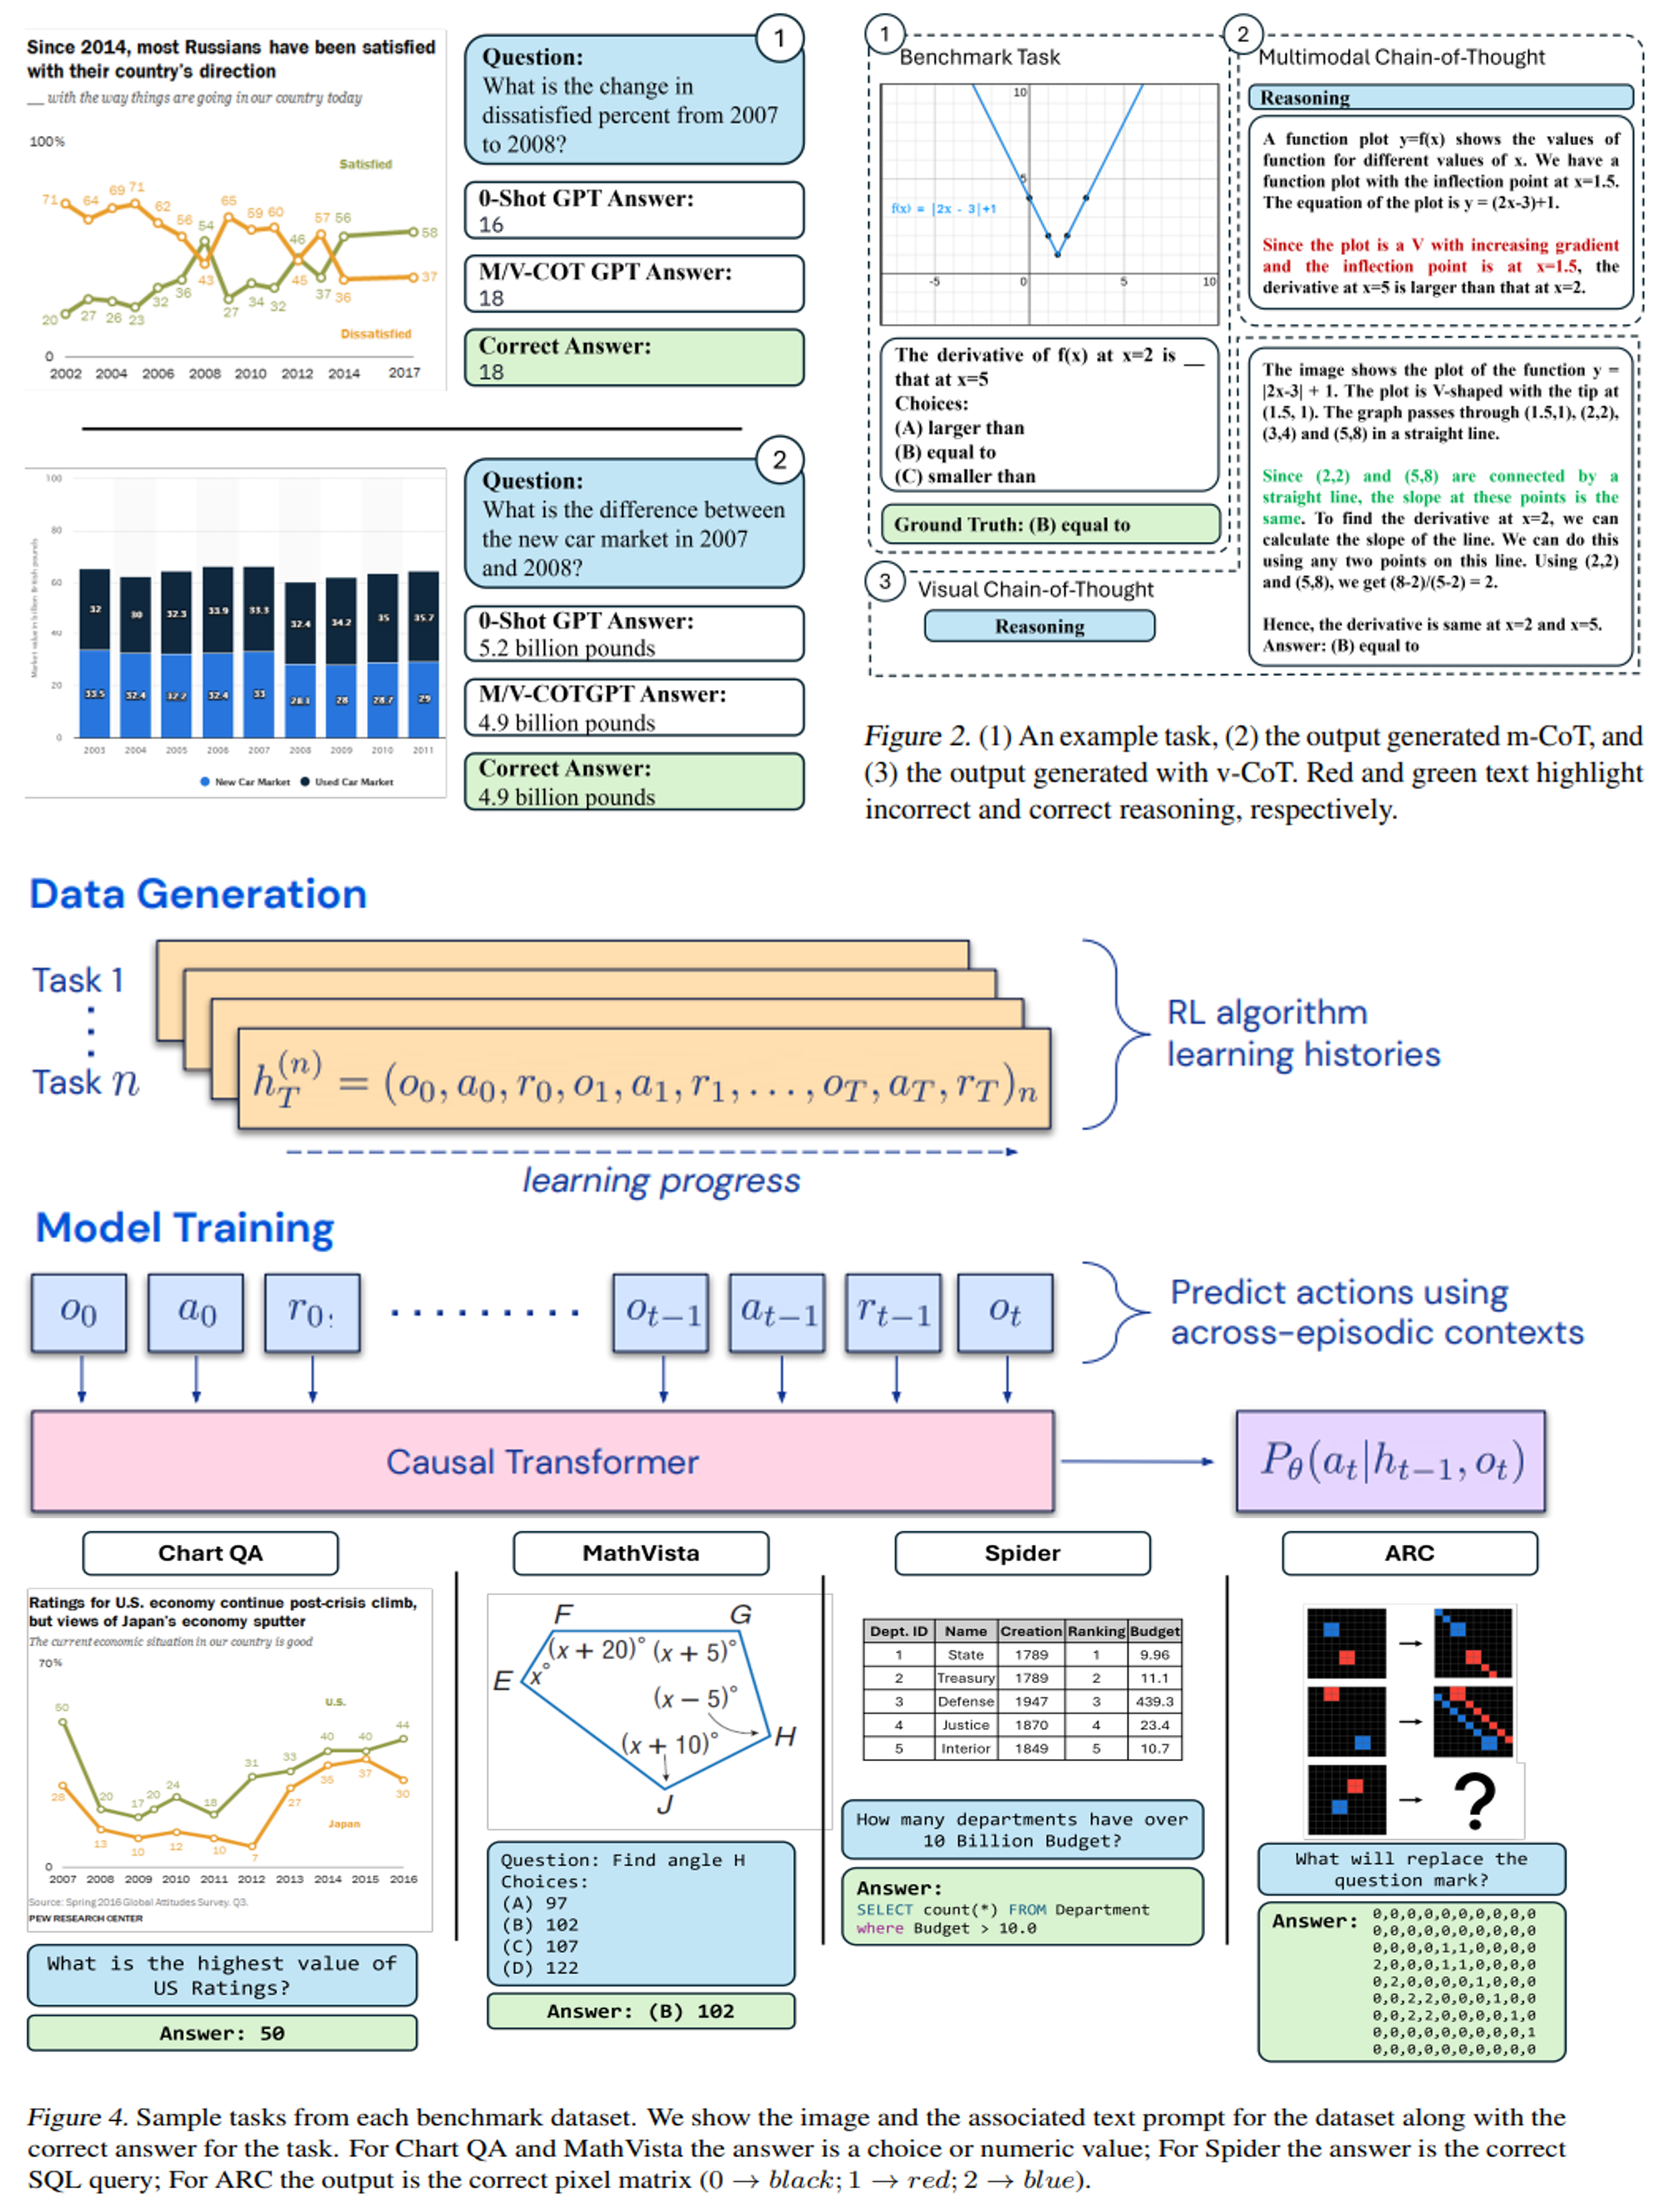 Since 2014, most Russians have been satisfied
with their country's direction
__ with the way things are going in our country today
100%
Satisfied
71 64 69 71 62 56 54 65 59 60 46 57 56 58
20 27 26 23 32 36 43 27 34 32 45 37 36 37
Dissatisfied
0
2002 2004 2006 2008 2010 2012 2014 2017
1
Question:
What is the change in
dissatisfied percent from 2007
to 2008?
0-Shot GPT Answer:
16
M/V-COT GPT Answer:
18
Correct Answer:
18
100
80
60
40
20
0
Market value in billion British pounds
32 30 32.3 33.9 33.3 32.4 34.2 35 35.7
33.5 32.4 32.2 32.4 33 28.1 28 28.7 29
2003 2004 2005 2006 2007 2008 2009 2010 2011
New Car Market Used Car Market
2
Question:
What is the difference between
the new car market in 2007
and 2008?
0-Shot GPT Answer:
5.2 billion pounds
M/V-COTGPT Answer:
4.9 billion pounds
Correct Answer:
4.9 billion pounds
1
Benchmark Task
10
5
f(x) = |2x - 3|+1
-5 0 5 10
The derivative of f(x) at x=2 is __
that at x=5
Choices:
(A) larger than
(B) equal to
(C) smaller than
Ground Truth: (B) equal to
2
Multimodal Chain-of-Thought
Reasoning
A function plot y=f(x) shows the values of
function for different values of x. We have a
function plot with the inflection point at x=1.5.
The equation of the plot is y = (2x-3)+1.
Since the plot is a V with increasing gradient
and the inflection point is at x=1.5, the
derivative at x=5 is larger than that at x=2.
3
Visual Chain-of-Thought
Reasoning
The image shows the plot of the function y =
|2x-3| + 1. The plot is V-shaped with the tip at
(1.5, 1). The graph passes through (1.5,1), (2,2),
(3,4) and (5,8) in a straight line.
Since (2,2) and (5,8) are connected by a
straight line, the slope at these points is the
same. To find the derivative at x=2, we can
calculate the slope of the line. We can do this
using any two points on this line. Using (2,2)
and (5,8), we get (8-2)/(5-2) = 2.
Hence, the derivative is same at x=2 and x=5.
Answer: (B) equal to
Figure 2. (1) An example task, (2) the output generated m-CoT, and
(3) the output generated with v-CoT. Red and green text highlight
incorrect and correct reasoning, respectively.
Data Generation
Task 1
Task n
h_T^(n) = (o_0, a_0, r_0, o_1, a_1, r_1, . . . , o_T, a_T, r_T)_n
RL algorithm
learning histories
learning progress
Model Training
o_0 a_0 r_0: o_t−1 a_t−1 r_t−1 o_t
Predict actions using
across-episodic contexts
Causal Transformer
P_θ(a_t|h_t−1, o_t)
Chart QA
Ratings for U.S. economy continue post-crisis climb,
but views of Japan's economy sputter
The current economic situation in our country is good
70%
U.S.
50 20 17 20 24 18 31 33 40 40 44
28 13 10 12 10 7 27 35 37 30
Japan
0
2007 2008 2009 2010 2011 2012 2013 2014 2015 2016
Source: Spring 2016 Global Attitudes Survey. Q3.
PEW RESEARCH CENTER
What is the highest value of
US Ratings?
Answer: 50
MathVista
F G
(x + 20)° (x + 5)°
E x°
(x − 5)°
H
(x + 10)°
J
Question: Find angle H
Choices:
(A) 97
(B) 102
(C) 107
(D) 122
Answer: (B) 102
Spider
Dept. ID Name Creation Ranking Budget
1 State 1789 1 9.96
2 Treasury 1789 2 11.1
3 Defense 1947 3 439.3
4 Justice 1870 4 23.4
5 Interior 1849 5 10.7
How many departments have over
10 Billion Budget?
Answer:
SELECT count(*) FROM Department
where Budget > 10.0
ARC
?
What will replace the
question mark?
Answer: 0,0,0,0,0,0,0,0,0,0
0,0,0,0,0,0,0,0,0,0
0,0,0,0,1,1,0,0,0,0
2,0,0,0,1,1,0,0,0,0
0,2,0,0,0,0,1,0,0,0
0,0,2,2,0,0,0,1,0,0
0,0,2,2,0,0,0,0,1,0
0,0,0,0,0,0,0,0,0,1
0,0,0,0,0,0,0,0,0,0
Figure 4. Sample tasks from each benchmark dataset. We show the image and the associated text prompt for the dataset along with the
correct answer for the task. For Chart QA and MathVista the answer is a choice or numeric value; For Spider the answer is the correct
SQL query; For ARC the output is the correct pixel matrix (0 → black; 1 → red; 2 → blue).